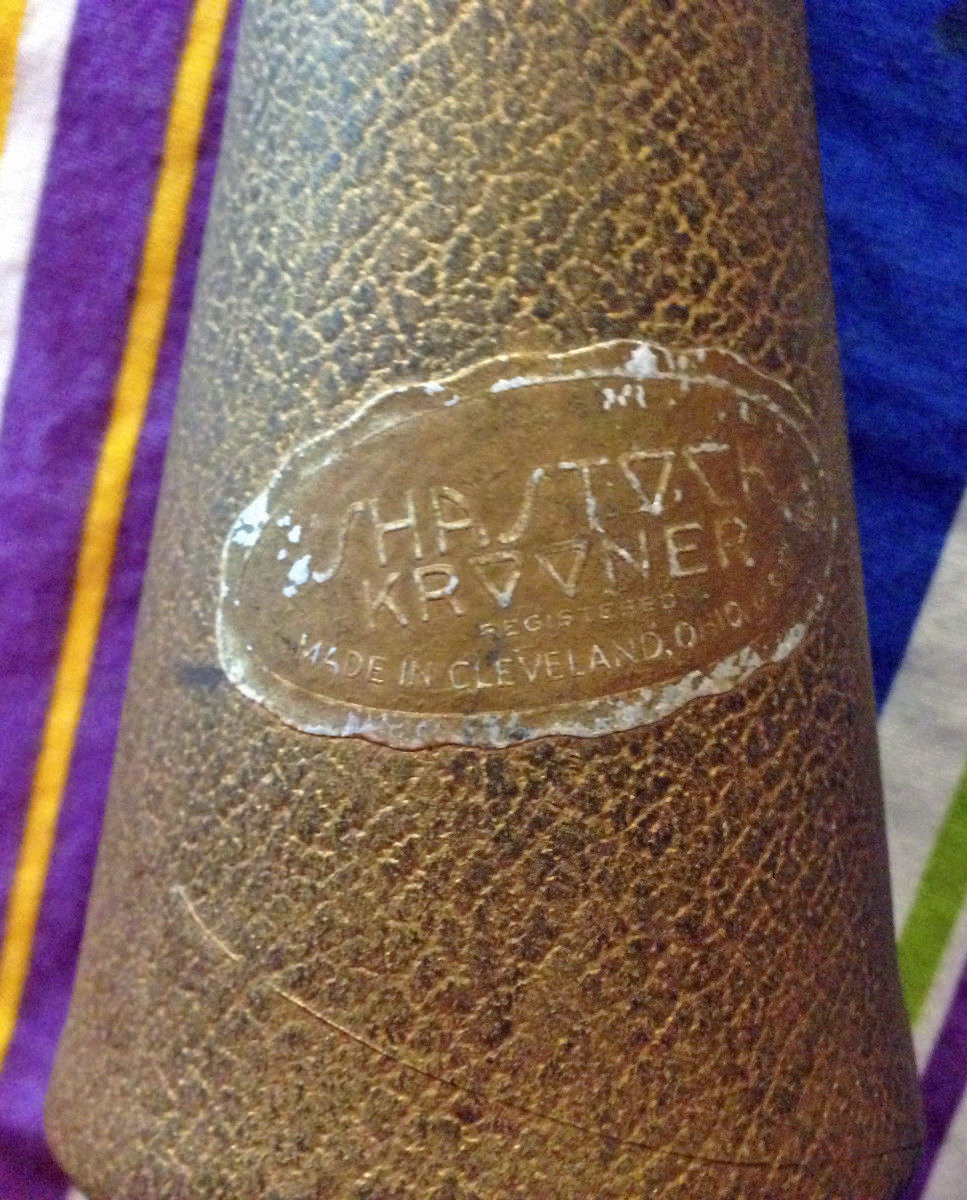 SHASTOCK
KROONER
REGISTERED
MADE IN CLEVELAND, OHIO, U.S.A.